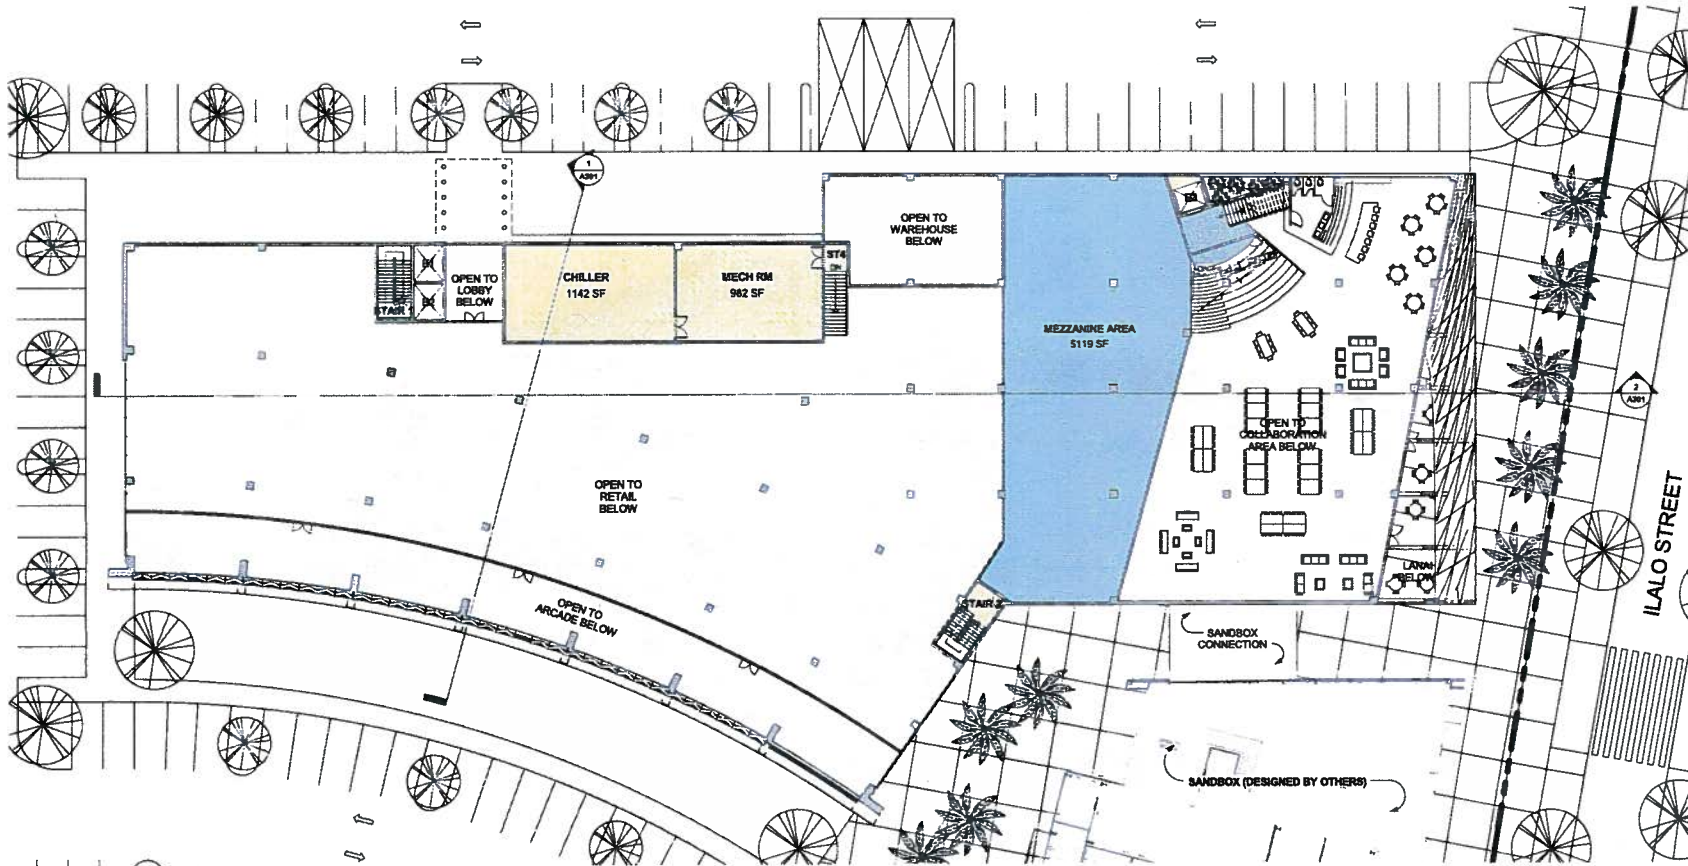 1
A301
OPEN TO
WAREHOUSE
BELOW
ST4
DN
CHILLER
1142 SF
MECH RM
962 SF
OPEN TO
LOBBY
BELOW
STAIR 1
MEZZANINE AREA
5119 SF
2
A301
OPEN TO
COLLABORATION
AREA BELOW
OPEN TO
RETAIL
BELOW
OPEN TO
ARCADE BELOW
STAIR 2
LANAI
BELOW
SANDBOX
CONNECTION
SANDBOX (DESIGNED BY OTHERS)
ILALO STREET